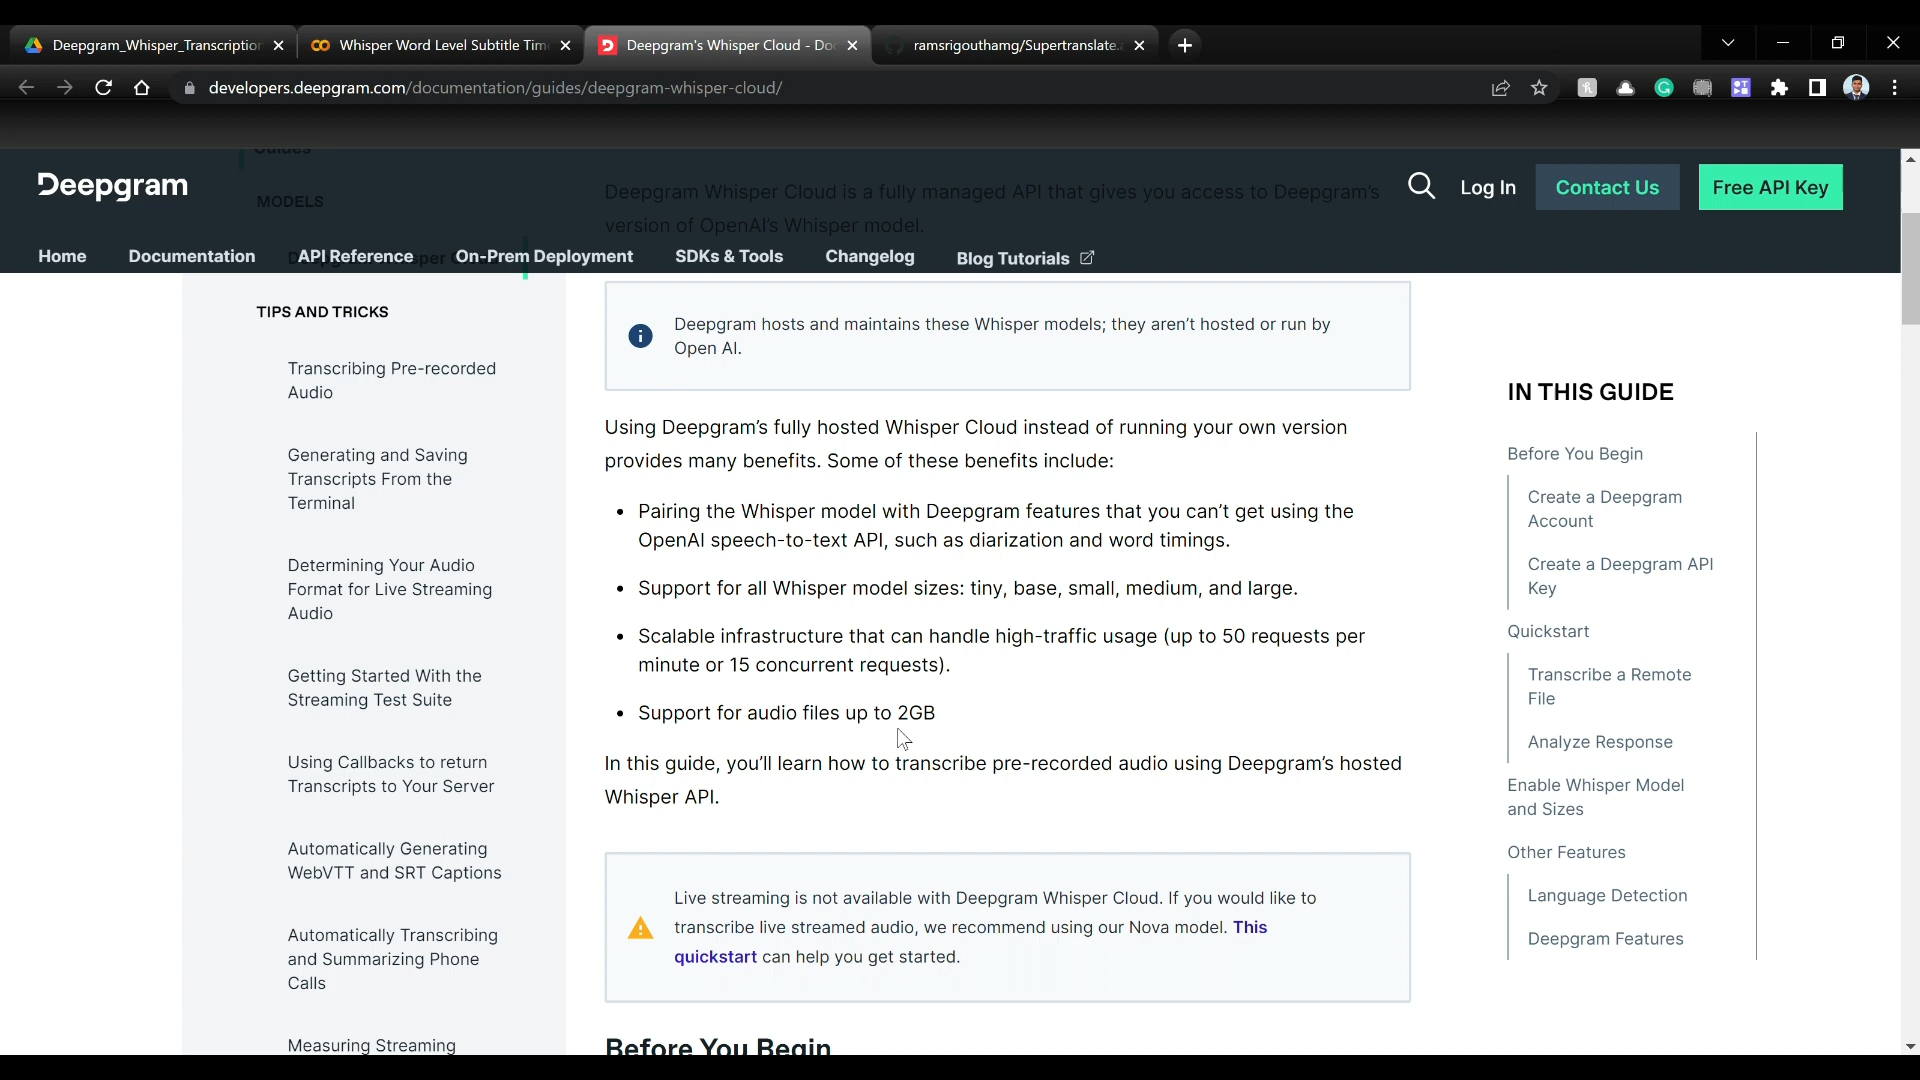 Deepgram_Whisper_Transcription
Whisper Word Level Subtitle Tim
Deepgram's Whisper Cloud - Do
ramsrigouthamg/Supertranslate.
developers.deepgram.com/documentation/guides/deepgram-whisper-cloud/
Guides
Deepgram
MODELS
Deepgram Whisper Cloud is a fully managed API that gives you access to Deepgram's
version of OpenAI's Whisper model.
Log In
Contact Us
Free API Key
Home
Documentation
API Reference
On-Prem Deployment
SDKs & Tools
Changelog
Blog Tutorials
TIPS AND TRICKS
Transcribing Pre-recorded
Audio
Generating and Saving
Transcripts From the
Terminal
Determining Your Audio
Format for Live Streaming
Audio
Getting Started With the
Streaming Test Suite
Using Callbacks to return
Transcripts to Your Server
Automatically Generating
WebVTT and SRT Captions
Automatically Transcribing
and Summarizing Phone
Calls
Measuring Streaming
Deepgram hosts and maintains these Whisper models; they aren't hosted or run by
Open AI.
Using Deepgram's fully hosted Whisper Cloud instead of running your own version
provides many benefits. Some of these benefits include:
• Pairing the Whisper model with Deepgram features that you can't get using the
OpenAI speech-to-text API, such as diarization and word timings.
• Support for all Whisper model sizes: tiny, base, small, medium, and large.
• Scalable infrastructure that can handle high-traffic usage (up to 50 requests per
minute or 15 concurrent requests).
• Support for audio files up to 2GB
In this guide, you'll learn how to transcribe pre-recorded audio using Deepgram's hosted
Whisper API.
Live streaming is not available with Deepgram Whisper Cloud. If you would like to
transcribe live streamed audio, we recommend using our Nova model. This
quickstart can help you get started.
Before You Begin
IN THIS GUIDE
Before You Begin
Create a Deepgram
Account
Create a Deepgram API
Key
Quickstart
Transcribe a Remote
File
Analyze Response
Enable Whisper Model
and Sizes
Other Features
Language Detection
Deepgram Features